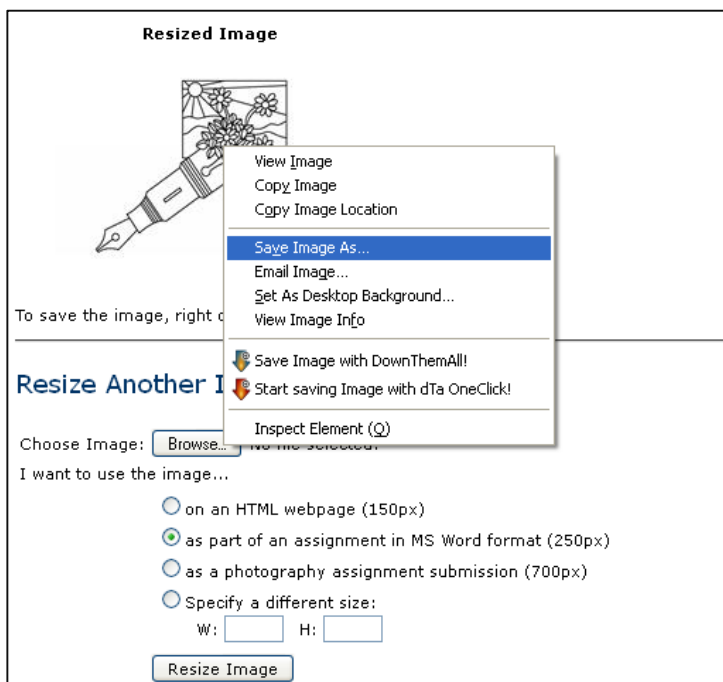 Resized Image
View Image
Copy Image
Copy Image Location
Save Image As...
Email Image...
Set As Desktop Background...
View Image Info
Save Image with DownThemAll!
Start saving Image with dTa OneClick!
Inspect Element (Q)
To save the image, right
Resize Another
Choose Image: Browse... No file selected.
I want to use the image...
on an HTML webpage (150px)
as part of an assignment in MS Word format (250px)
as a photography assignment submission (700px)
Specify a different size:
W: H:
Resize Image